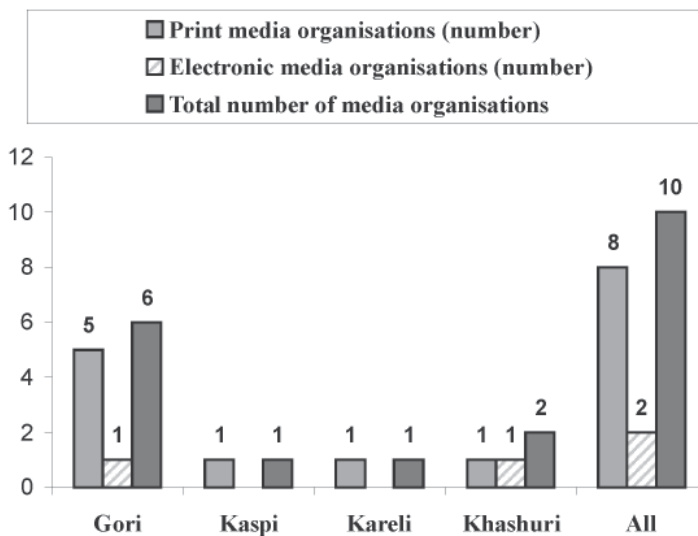 Print media organisations (number)
Electronic media organisations (number)
Total number of media organisations
12
10
8
6
4
2
0
5
1
6
1
1
1
1
1
1
2
8
2
10
Gori
Kaspi
Kareli
Khashuri
All